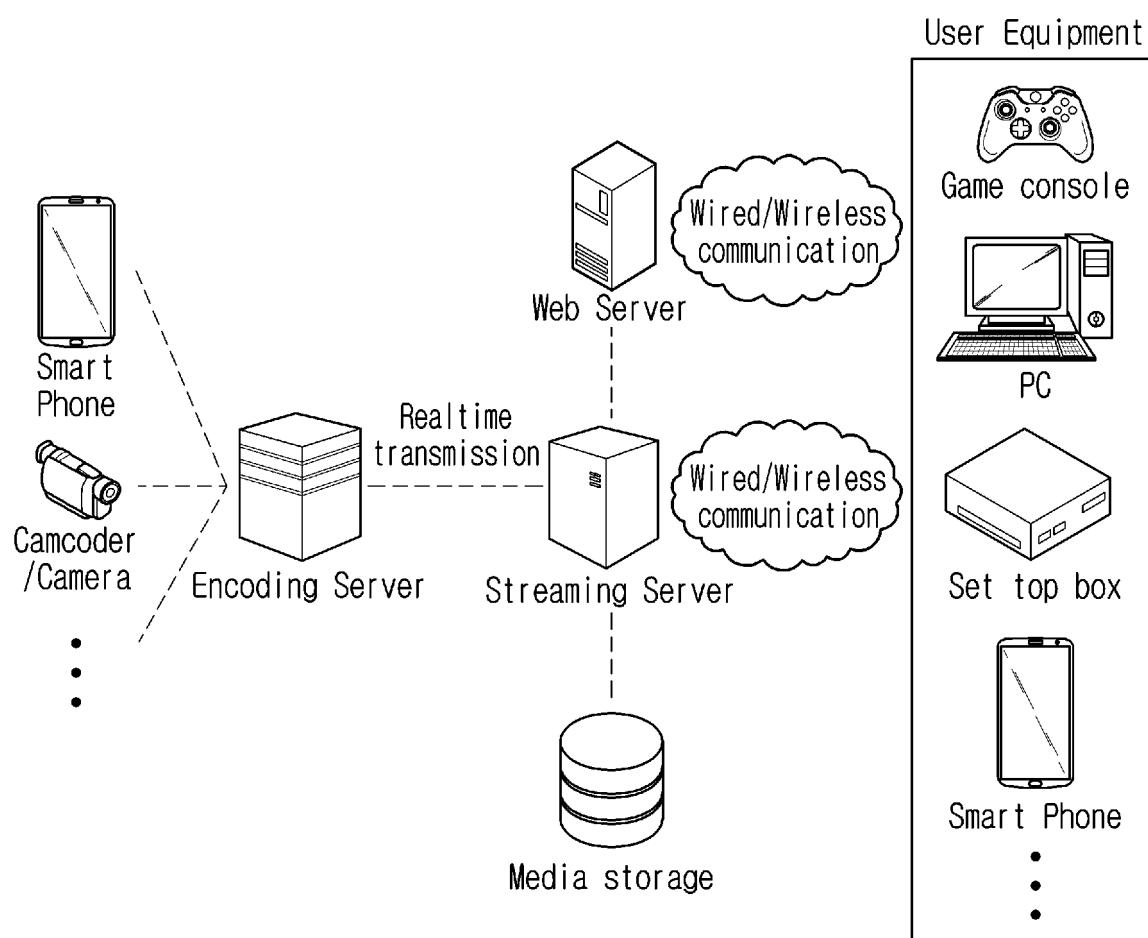 User Equipment
Game console
Wired/Wireless
communication
Web Server
Smart
Phone
PC
Realtime
transmission
Wired/Wireless
communication
Camcoder
/Camera
Encoding Server
Streaming Server
Set top box
Smart Phone
Media storage